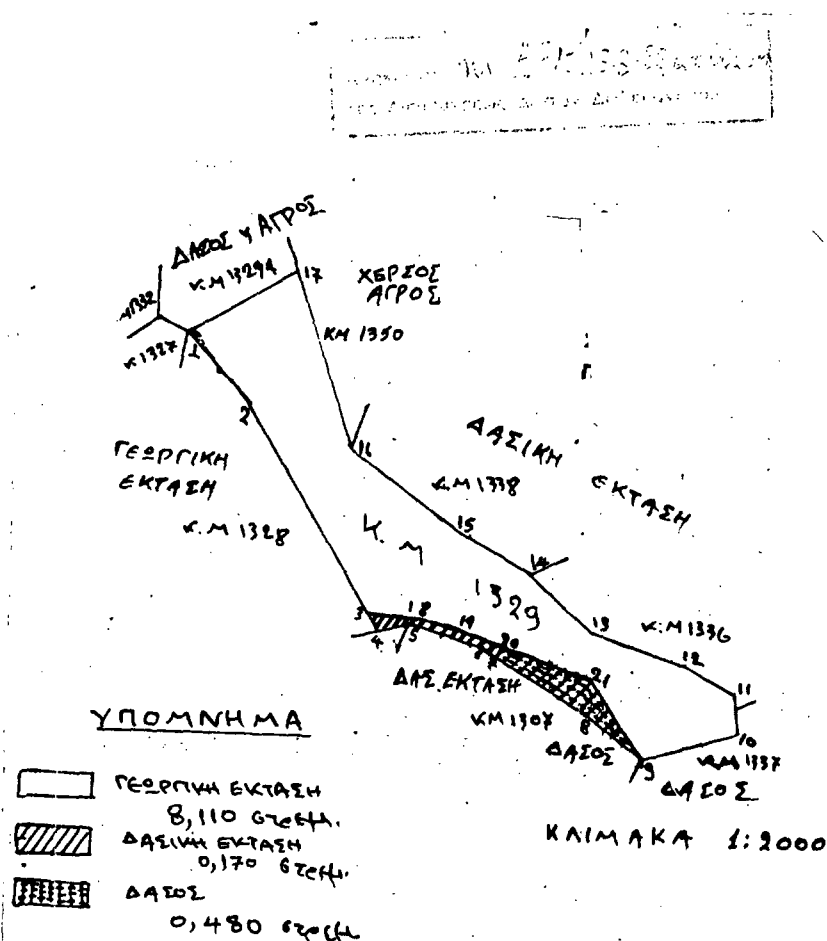 ΔΑΣΟΣ Υ ΑΓΡΟΣ
Κ.Μ 1329Α
17
ΧΕΡΣΟΣ
ΑΓΡΟΣ
1332
Κ 1327
1
ΚΜ 1350
2
16
ΓΕΩΡΓΙΚΗ
ΕΚΤΑΣΗ
ΔΑΣΙΚΗ ΕΚΤΑΣΗ
Κ.Μ 1338
Κ.Μ 1328
15
Κ.Μ
14
1329
13
Κ.Μ 1336
3
18
19
20
4
5
12
21
11
ΔΑΣ. ΕΚΤΑΣΗ
ΚΜ 1307
8
10
ΔΑΣΟΣ
9
Κ.Μ 1337
ΔΑΣΟΣ
ΥΠΟΜΝΗΜΑ
ΓΕΩΡΓΙΚΗ ΕΚΤΑΣΗ
8,110 στρεμ.
ΔΑΣΙΚΗ ΕΚΤΑΣΗ
0,170 στρεμ.
ΔΑΣΟΣ
0,480 στρεμ
ΚΛΙΜΑΚΑ 1:2000